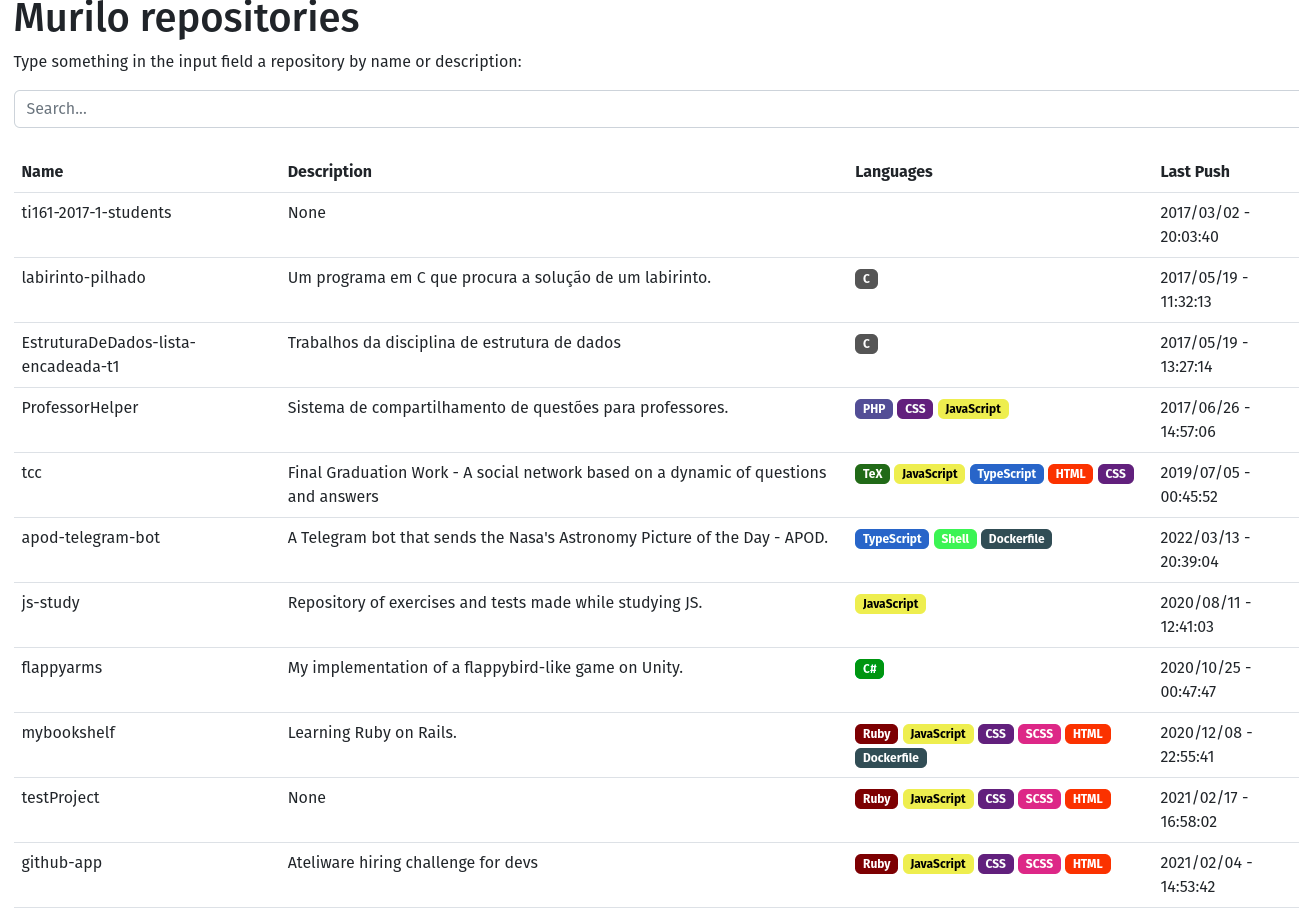 Murilo repositories
Type something in the input field a repository by name or description:
Search...
Name Description Languages Last Push
ti161-2017-1-students None 2017/03/02 -
20:03:40
labirinto-pilhado Um programa em C que procura a solução de um labirinto. C 2017/05/19 -
11:32:13
EstruturaDeDados-lista- Trabalhos da disciplina de estrutura de dados C 2017/05/19 -
encadeada-t1 13:27:14
ProfessorHelper Sistema de compartilhamento de questões para professores. PHP CSS JavaScript 2017/06/26 -
14:57:06
tcc Final Graduation Work - A social network based on a dynamic of questions TeX JavaScript TypeScript HTML CSS 2019/07/05 -
and answers 00:45:52
apod-telegram-bot A Telegram bot that sends the Nasa's Astronomy Picture of the Day - APOD. TypeScript Shell Dockerfile 2022/03/13 -
20:39:04
js-study Repository of exercises and tests made while studying JS. JavaScript 2020/08/11 -
12:41:03
flappyarms My implementation of a flappybird-like game on Unity. C# 2020/10/25 -
00:47:47
mybookshelf Learning Ruby on Rails. Ruby JavaScript CSS SCSS HTML 2020/12/08 -
Dockerfile 22:55:41
testProject None Ruby JavaScript CSS SCSS HTML 2021/02/17 -
16:58:02
github-app Ateliware hiring challenge for devs Ruby JavaScript CSS SCSS HTML 2021/02/04 -
14:53:42